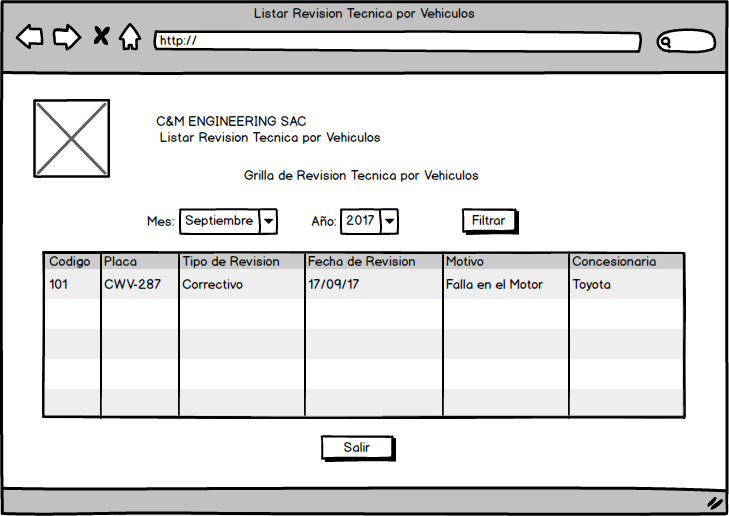 Listar Revision Tecnica por Vehiculos
http://
C&M ENGINEERING SAC
Listar Revision Tecnica por Vehiculos
Grilla de Revision Tecnica por Vehiculos
Mes: Septiembre Año: 2017 Filtrar
Codigo Placa Tipo de Revision Fecha de Revision Motivo Concesionaria
101 CWV-287 Correctivo 17/09/17 Falla en el Motor Toyota
Salir